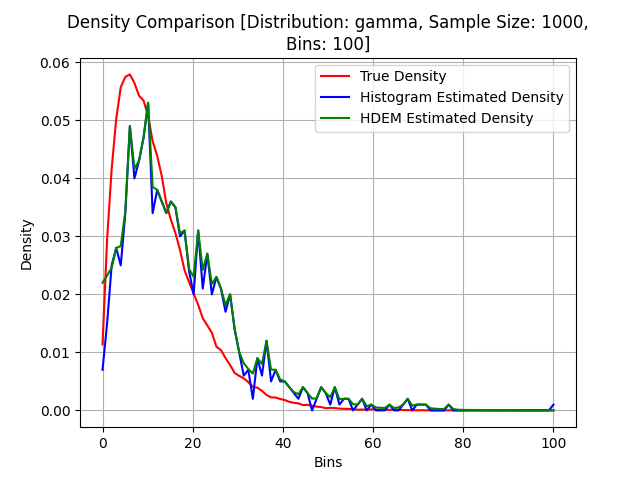 Density Comparison [Distribution: gamma, Sample Size: 1000,
Bins: 100]
True Density
Histogram Estimated Density
HDEM Estimated Density
Density
0.06
0.05
0.04
0.03
0.02
0.01
0.00
0 20 40 60 80 100
Bins